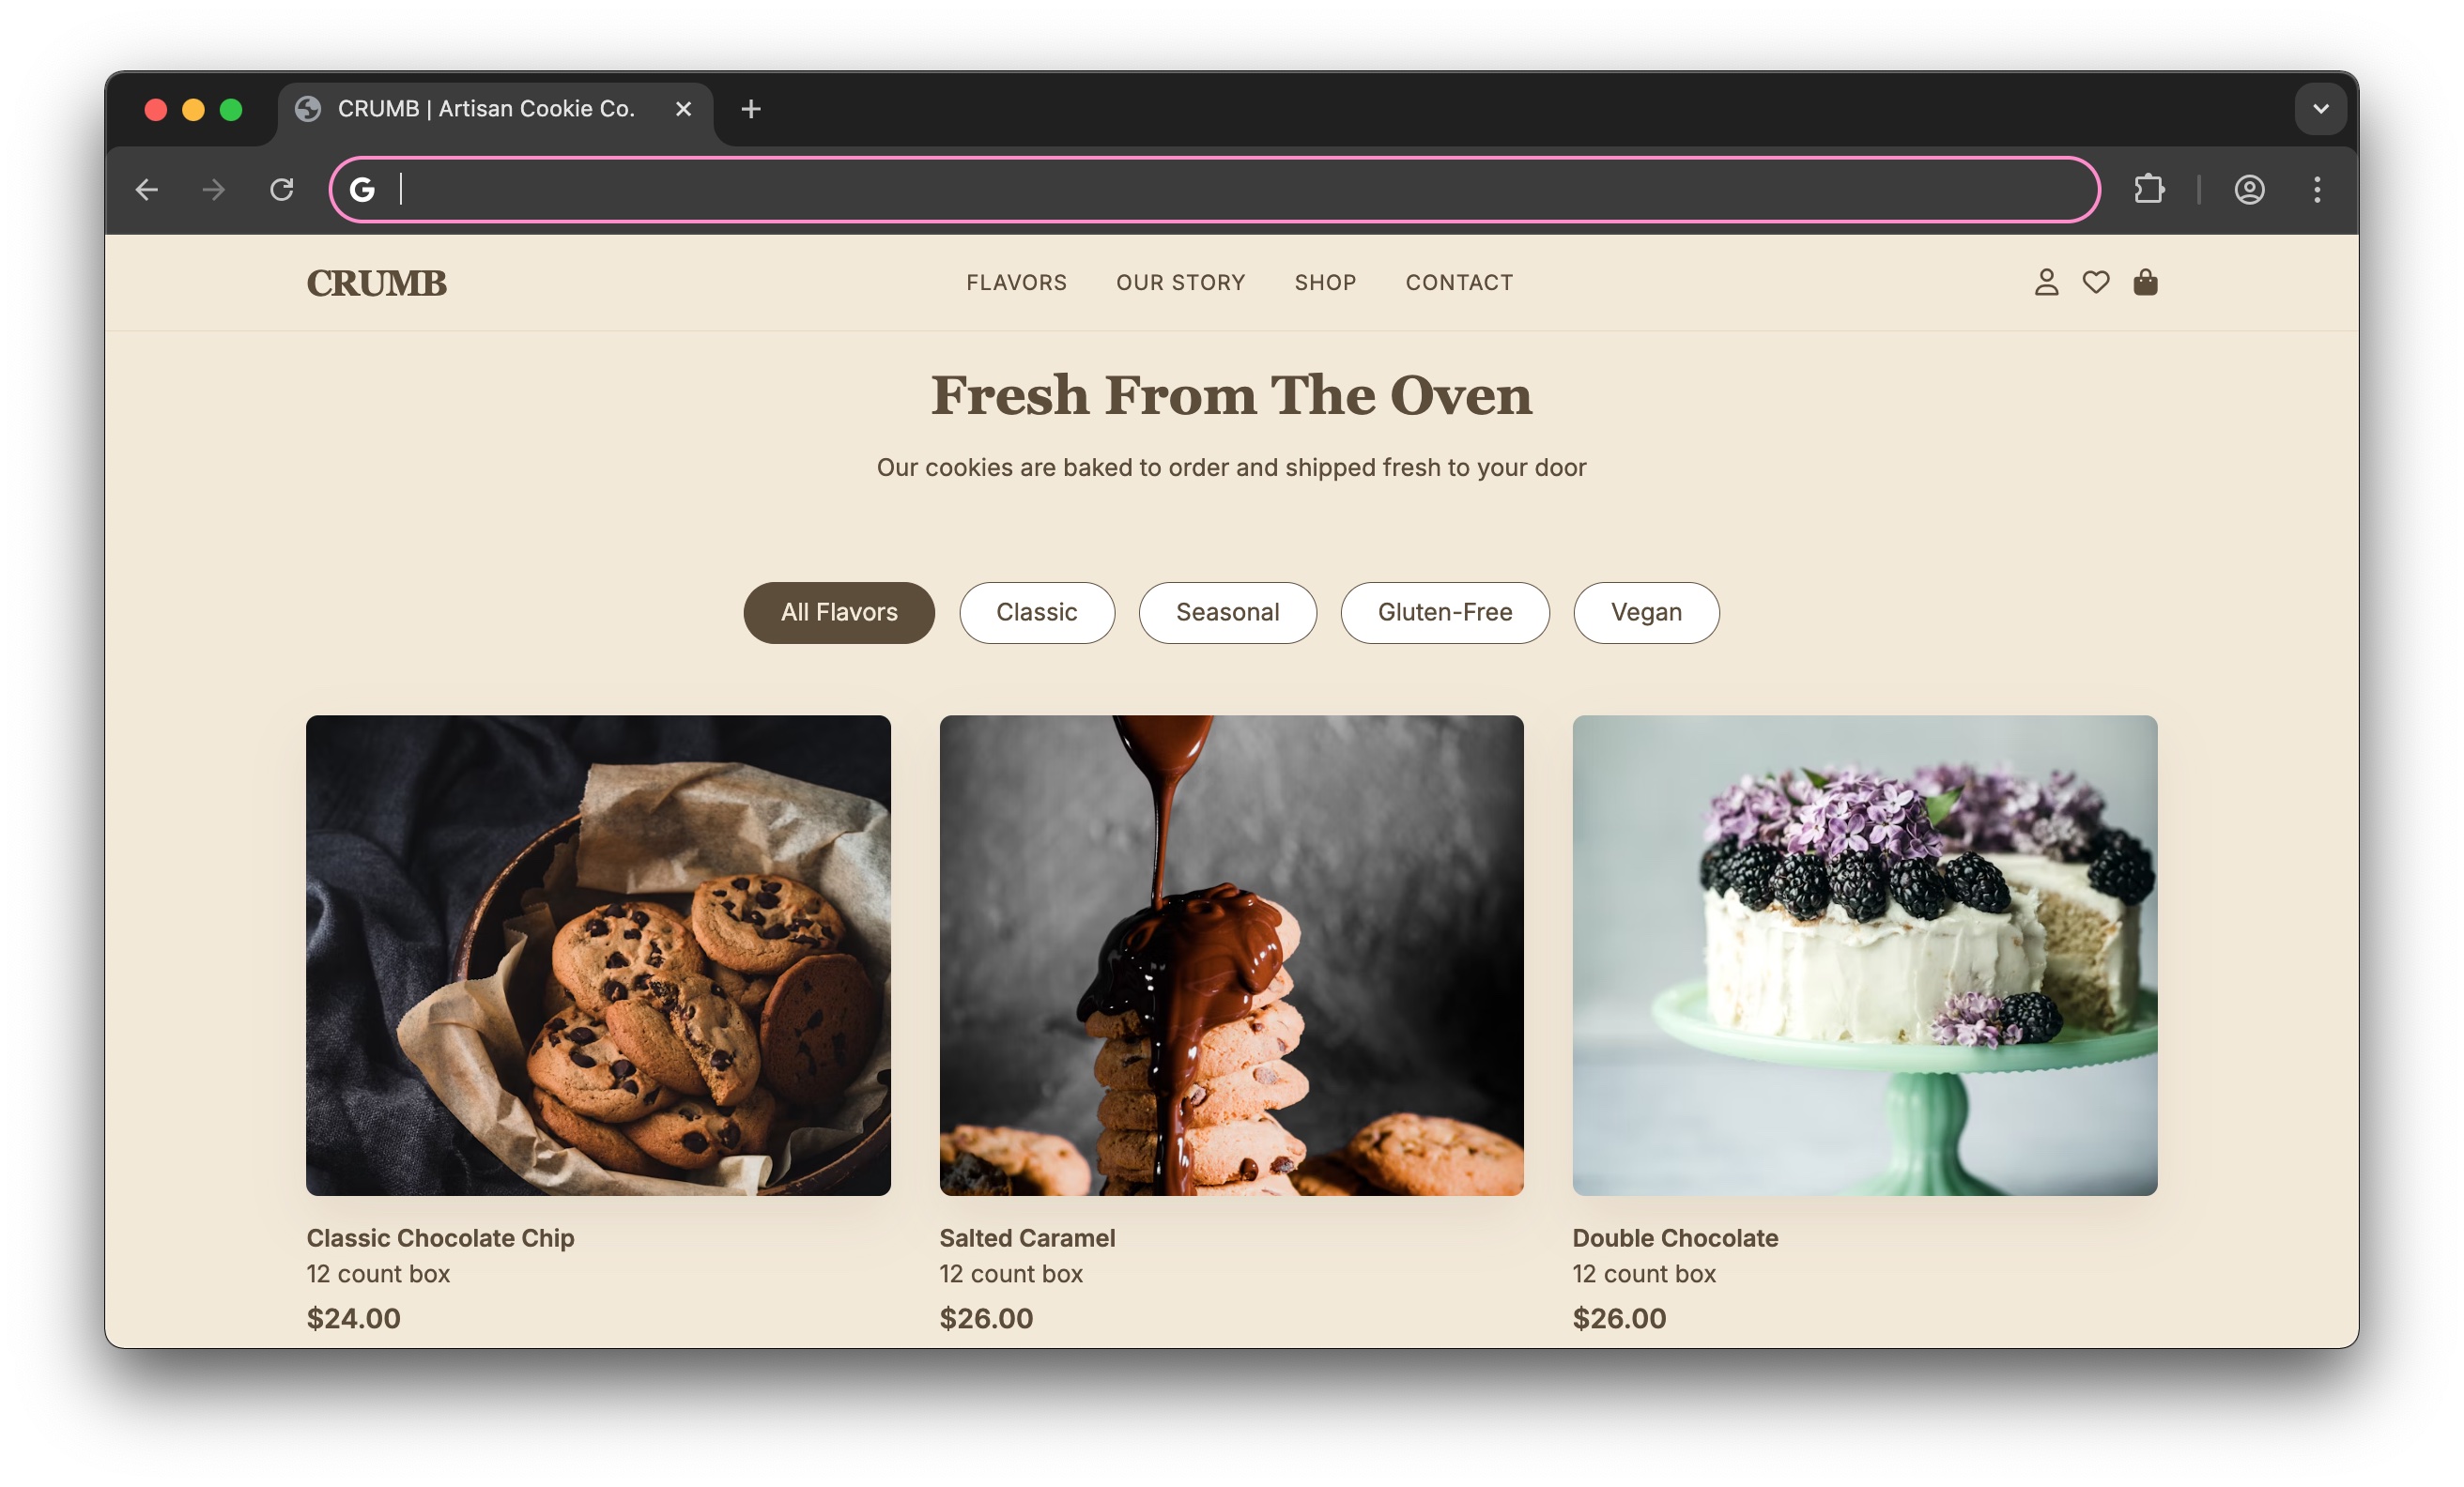 CRUMB | Artisan Cookie Co.
CRUMB
FLAVORS OUR STORY SHOP CONTACT
Fresh From The Oven
Our cookies are baked to order and shipped fresh to your door
All Flavors Classic Seasonal Gluten-Free Vegan
Classic Chocolate Chip
12 count box
$24.00
Salted Caramel
12 count box
$26.00
Double Chocolate
12 count box
$26.00